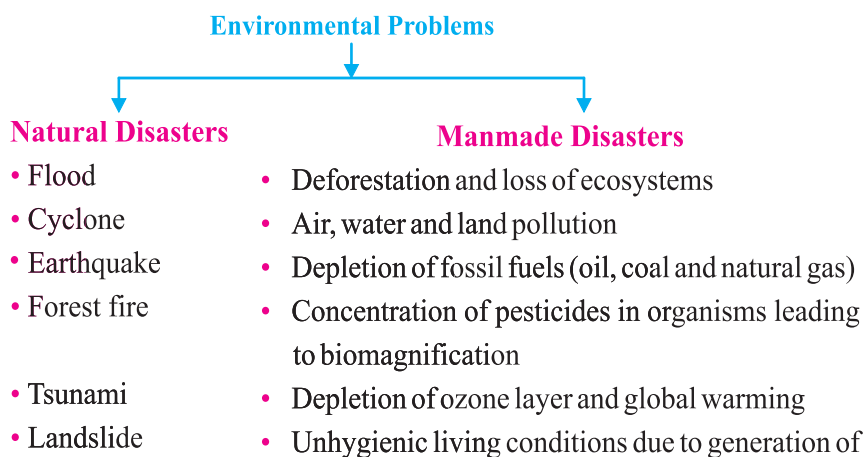 Environmental Problems
Natural Disasters
• Flood
• Cyclone
• Earthquake
• Forest fire
• Tsunami
• Landslide
Manmade Disasters
• Deforestation and loss of ecosystems
• Air, water and land pollution
• Depletion of fossil fuels (oil, coal and natural gas)
• Concentration of pesticides in organisms leading
to biomagnification
• Depletion of ozone layer and global warming
• Unhygienic living conditions due to generation of